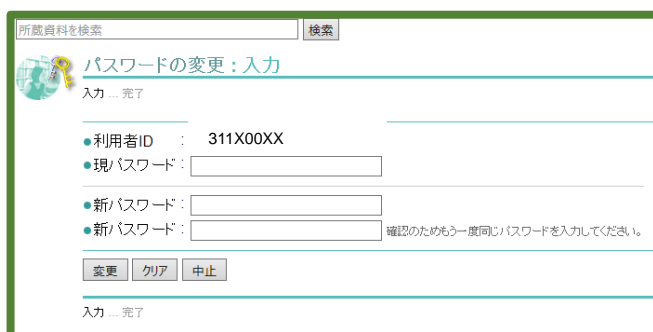 所蔵資料を検索 検索
パスワードの変更：入力
入力 ... 完了
●利用者ID : 311X00XX
●現パスワード :
●新パスワード :
●新パスワード : 確認のためもう一度同じパスワードを入力してください。
変更 クリア 中止
入力 ... 完了